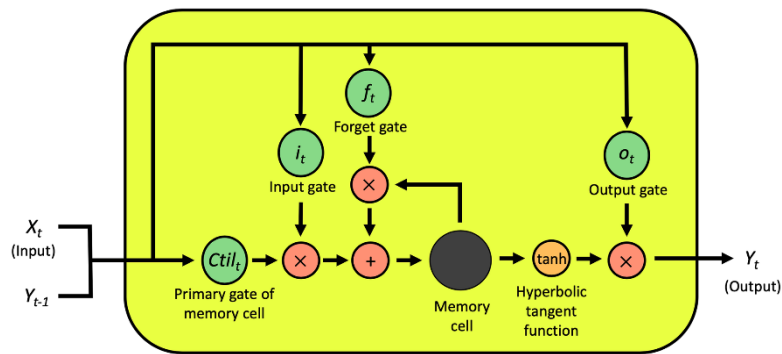 f_t
Forget gate
i_t
Input gate
×
o_t
Output gate
X_t
(Input)
Y_{t-1}
Ctil_t
Primary gate of
memory cell
×
+
Memory
cell
tanh
Hyperbolic
tangent
function
×
Y_t
(Output)